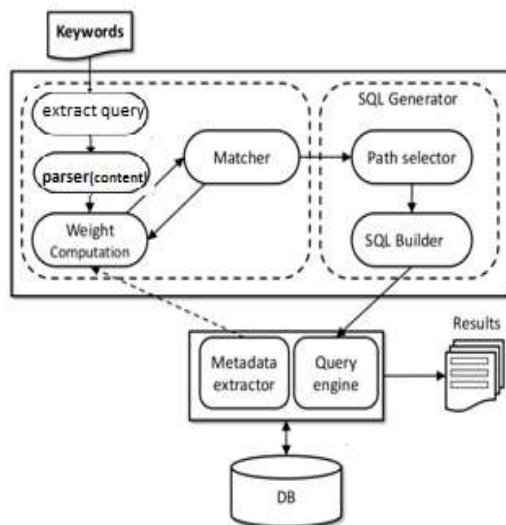 Keywords
extract query
SQL Generator
parser(content)
Matcher
Path selector
Weight
Computation
SQL Builder
Results
Metadata
extractor
Query
engine
DB